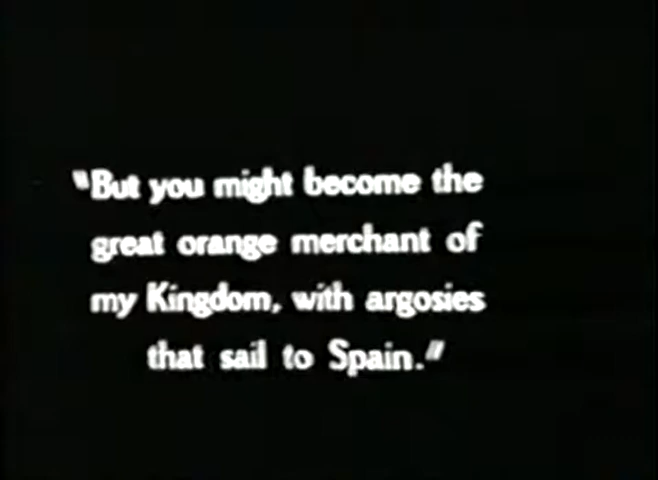 "But you might become the
great orange merchant of
my Kingdom, with argosies
that sail to Spain."